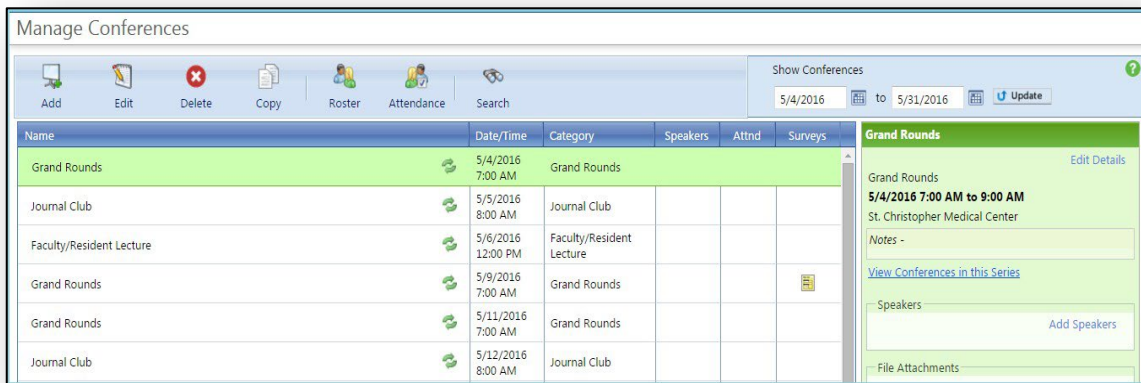 Manage Conferences
Add Edit Delete Copy Roster Attendance Search
Show Conferences
5/4/2016 to 5/31/2016 Update
?
Name Date/Time Category Speakers Attnd Surveys
Grand Rounds 5/4/2016 Grand Rounds
7:00 AM
Journal Club 5/5/2016 Journal Club
8:00 AM
Faculty/Resident Lecture 5/6/2016 Faculty/Resident
12:00 PM Lecture
Grand Rounds 5/9/2016 Grand Rounds
7:00 AM
Grand Rounds 5/11/2016 Grand Rounds
7:00 AM
Journal Club 5/12/2016 Journal Club
8:00 AM
Grand Rounds
Edit Details
Grand Rounds
5/4/2016 7:00 AM to 9:00 AM
St. Christopher Medical Center
Notes -
View Conferences in this Series
Speakers
Add Speakers
File Attachments